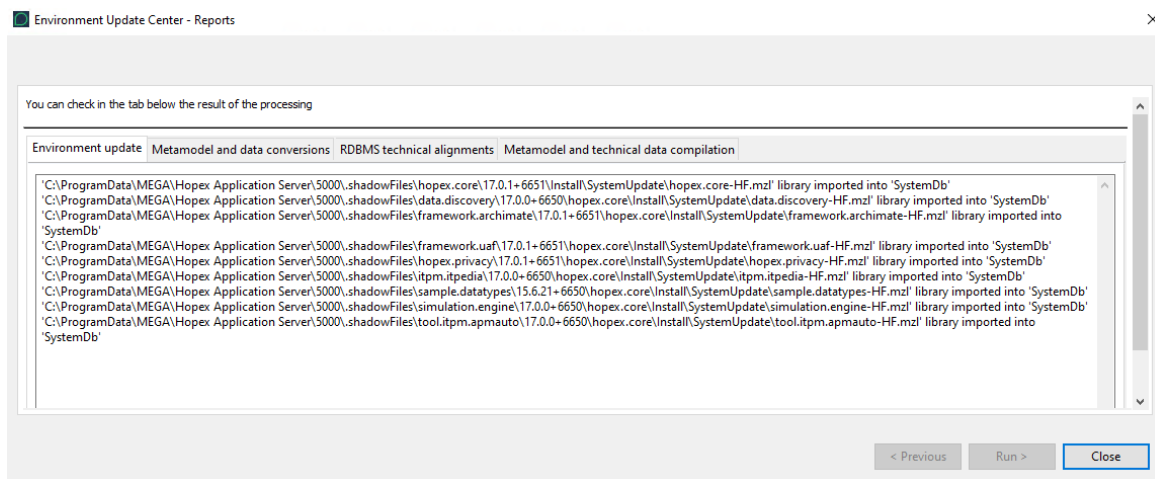 Environment Update Center - Reports
You can check in the tab below the result of the processing
Environment update Metamodel and data conversions RDBMS technical alignments Metamodel and technical data compilation
'C:\ProgramData\MEGA\Hopex Application Server\5000\.shadowFiles\hopex.core\17.0.1+6651\Install\SystemUpdate\hopex.core-HF.mzl' library imported into 'SystemDb'
'C:\ProgramData\MEGA\Hopex Application Server\5000\.shadowFiles\data.discovery\17.0.0+6650\hopex.core\Install\SystemUpdate\data.discovery-HF.mzl' library imported into 'SystemDb'
'C:\ProgramData\MEGA\Hopex Application Server\5000\.shadowFiles\framework.archimate\17.0.1+6651\hopex.core\Install\SystemUpdate\framework.archimate-HF.mzl' library imported into
'SystemDb'
'C:\ProgramData\MEGA\Hopex Application Server\5000\.shadowFiles\framework.uaf\17.0.1+6651\hopex.core\Install\SystemUpdate\framework.uaf-HF.mzl' library imported into 'SystemDb'
'C:\ProgramData\MEGA\Hopex Application Server\5000\.shadowFiles\hopex.privacy\17.0.1+6651\hopex.core\Install\SystemUpdate\hopex.privacy-HF.mzl' library imported into 'SystemDb'
'C:\ProgramData\MEGA\Hopex Application Server\5000\.shadowFiles\itpm.itpedia\17.0.0+6650\hopex.core\Install\SystemUpdate\itpm.itpedia-HF.mzl' library imported into 'SystemDb'
'C:\ProgramData\MEGA\Hopex Application Server\5000\.shadowFiles\sample.datatypes\15.6.21+6650\hopex.core\Install\SystemUpdate\sample.datatypes-HF.mzl' library imported into 'SystemDb'
'C:\ProgramData\MEGA\Hopex Application Server\5000\.shadowFiles\simulation.engine\17.0.0+6650\hopex.core\Install\SystemUpdate\simulation.engine-HF.mzl' library imported into 'SystemDb'
'C:\ProgramData\MEGA\Hopex Application Server\5000\.shadowFiles\tool.itpm.apmauto\17.0.0+6650\hopex.core\Install\SystemUpdate\tool.itpm.apmauto-HF.mzl' library imported into
'SystemDb'
< Previous Run > Close